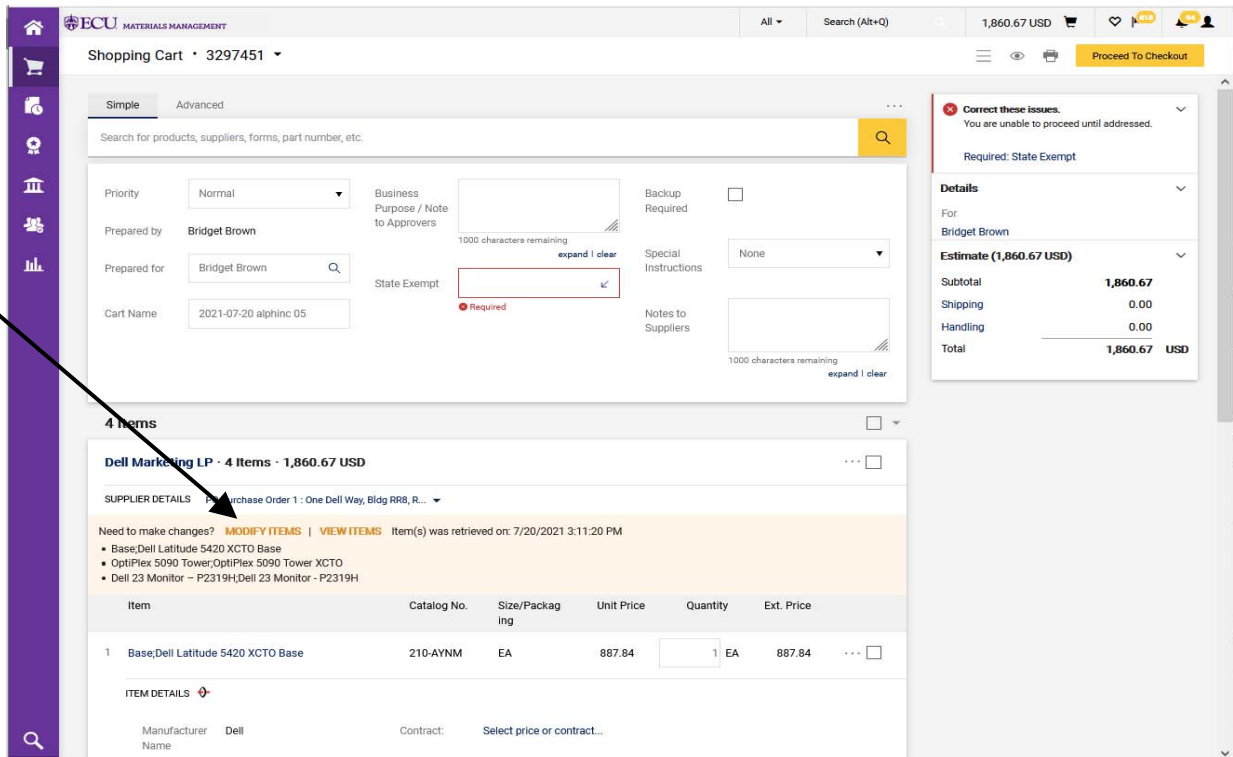 ECU MATERIALS MANAGEMENT
All
Search (Alt+Q)
1,860.67 USD
818
94
Shopping Cart • 3297451
Proceed To Checkout
Simple
Advanced
...
Search for products, suppliers, forms, part number, etc.
Priority
Normal
Prepared by
Bridget Brown
Prepared for
Bridget Brown
Cart Name
2021-07-20 alphinc 05
Business
Purpose / Note
to Approvers
1000 characters remaining
expand | clear
State Exempt
Required
Backup
Required
Special
Instructions
None
Notes to
Suppliers
1000 characters remaining
expand | clear
Correct these issues.
You are unable to proceed until addressed.
Required: State Exempt
Details
For
Bridget Brown
Estimate (1,860.67 USD)
Subtotal 1,860.67
Shipping 0.00
Handling 0.00
Total 1,860.67 USD
4 Items
Dell Marketing LP · 4 Items · 1,860.67 USD
...
SUPPLIER DETAILS Purchase Order 1 : One Dell Way, Bldg RR8, R...
Need to make changes? MODIFY ITEMS | VIEW ITEMS Item(s) was retrieved on: 7/20/2021 3:11:20 PM
• Base;Dell Latitude 5420 XCTO Base
• OptiPlex 5090 Tower;OptiPlex 5090 Tower XCTO
• Dell 23 Monitor – P2319H;Dell 23 Monitor - P2319H
Item Catalog No. Size/Packag Unit Price Quantity Ext. Price
ing
1 Base;Dell Latitude 5420 XCTO Base 210-AYNM EA 887.84 1 EA 887.84 ...
ITEM DETAILS
Manufacturer Dell Contract: Select price or contract...
Name